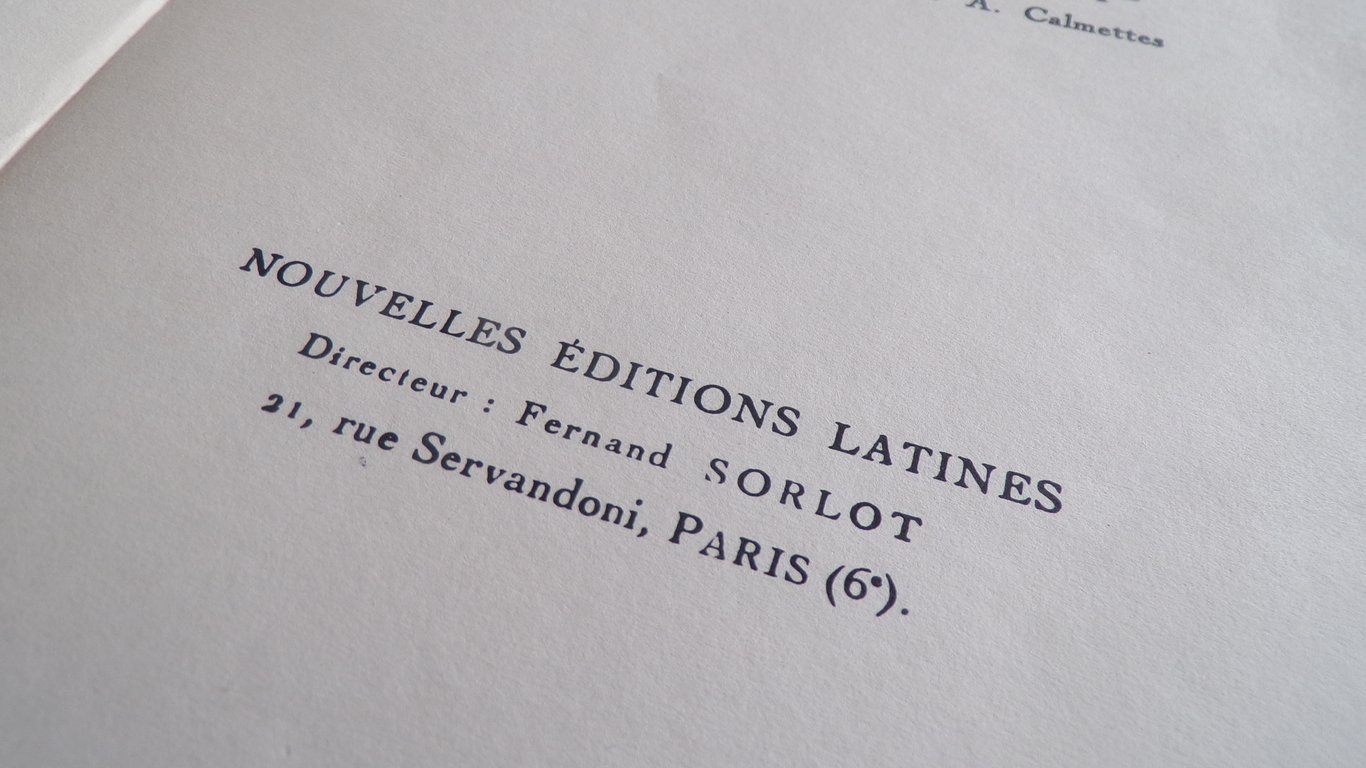 A. Calmettes
NOUVELLES ÉDITIONS LATINES
Directeur : Fernand SORLOT
21, rue Servandoni, PARIS (6ᵉ).